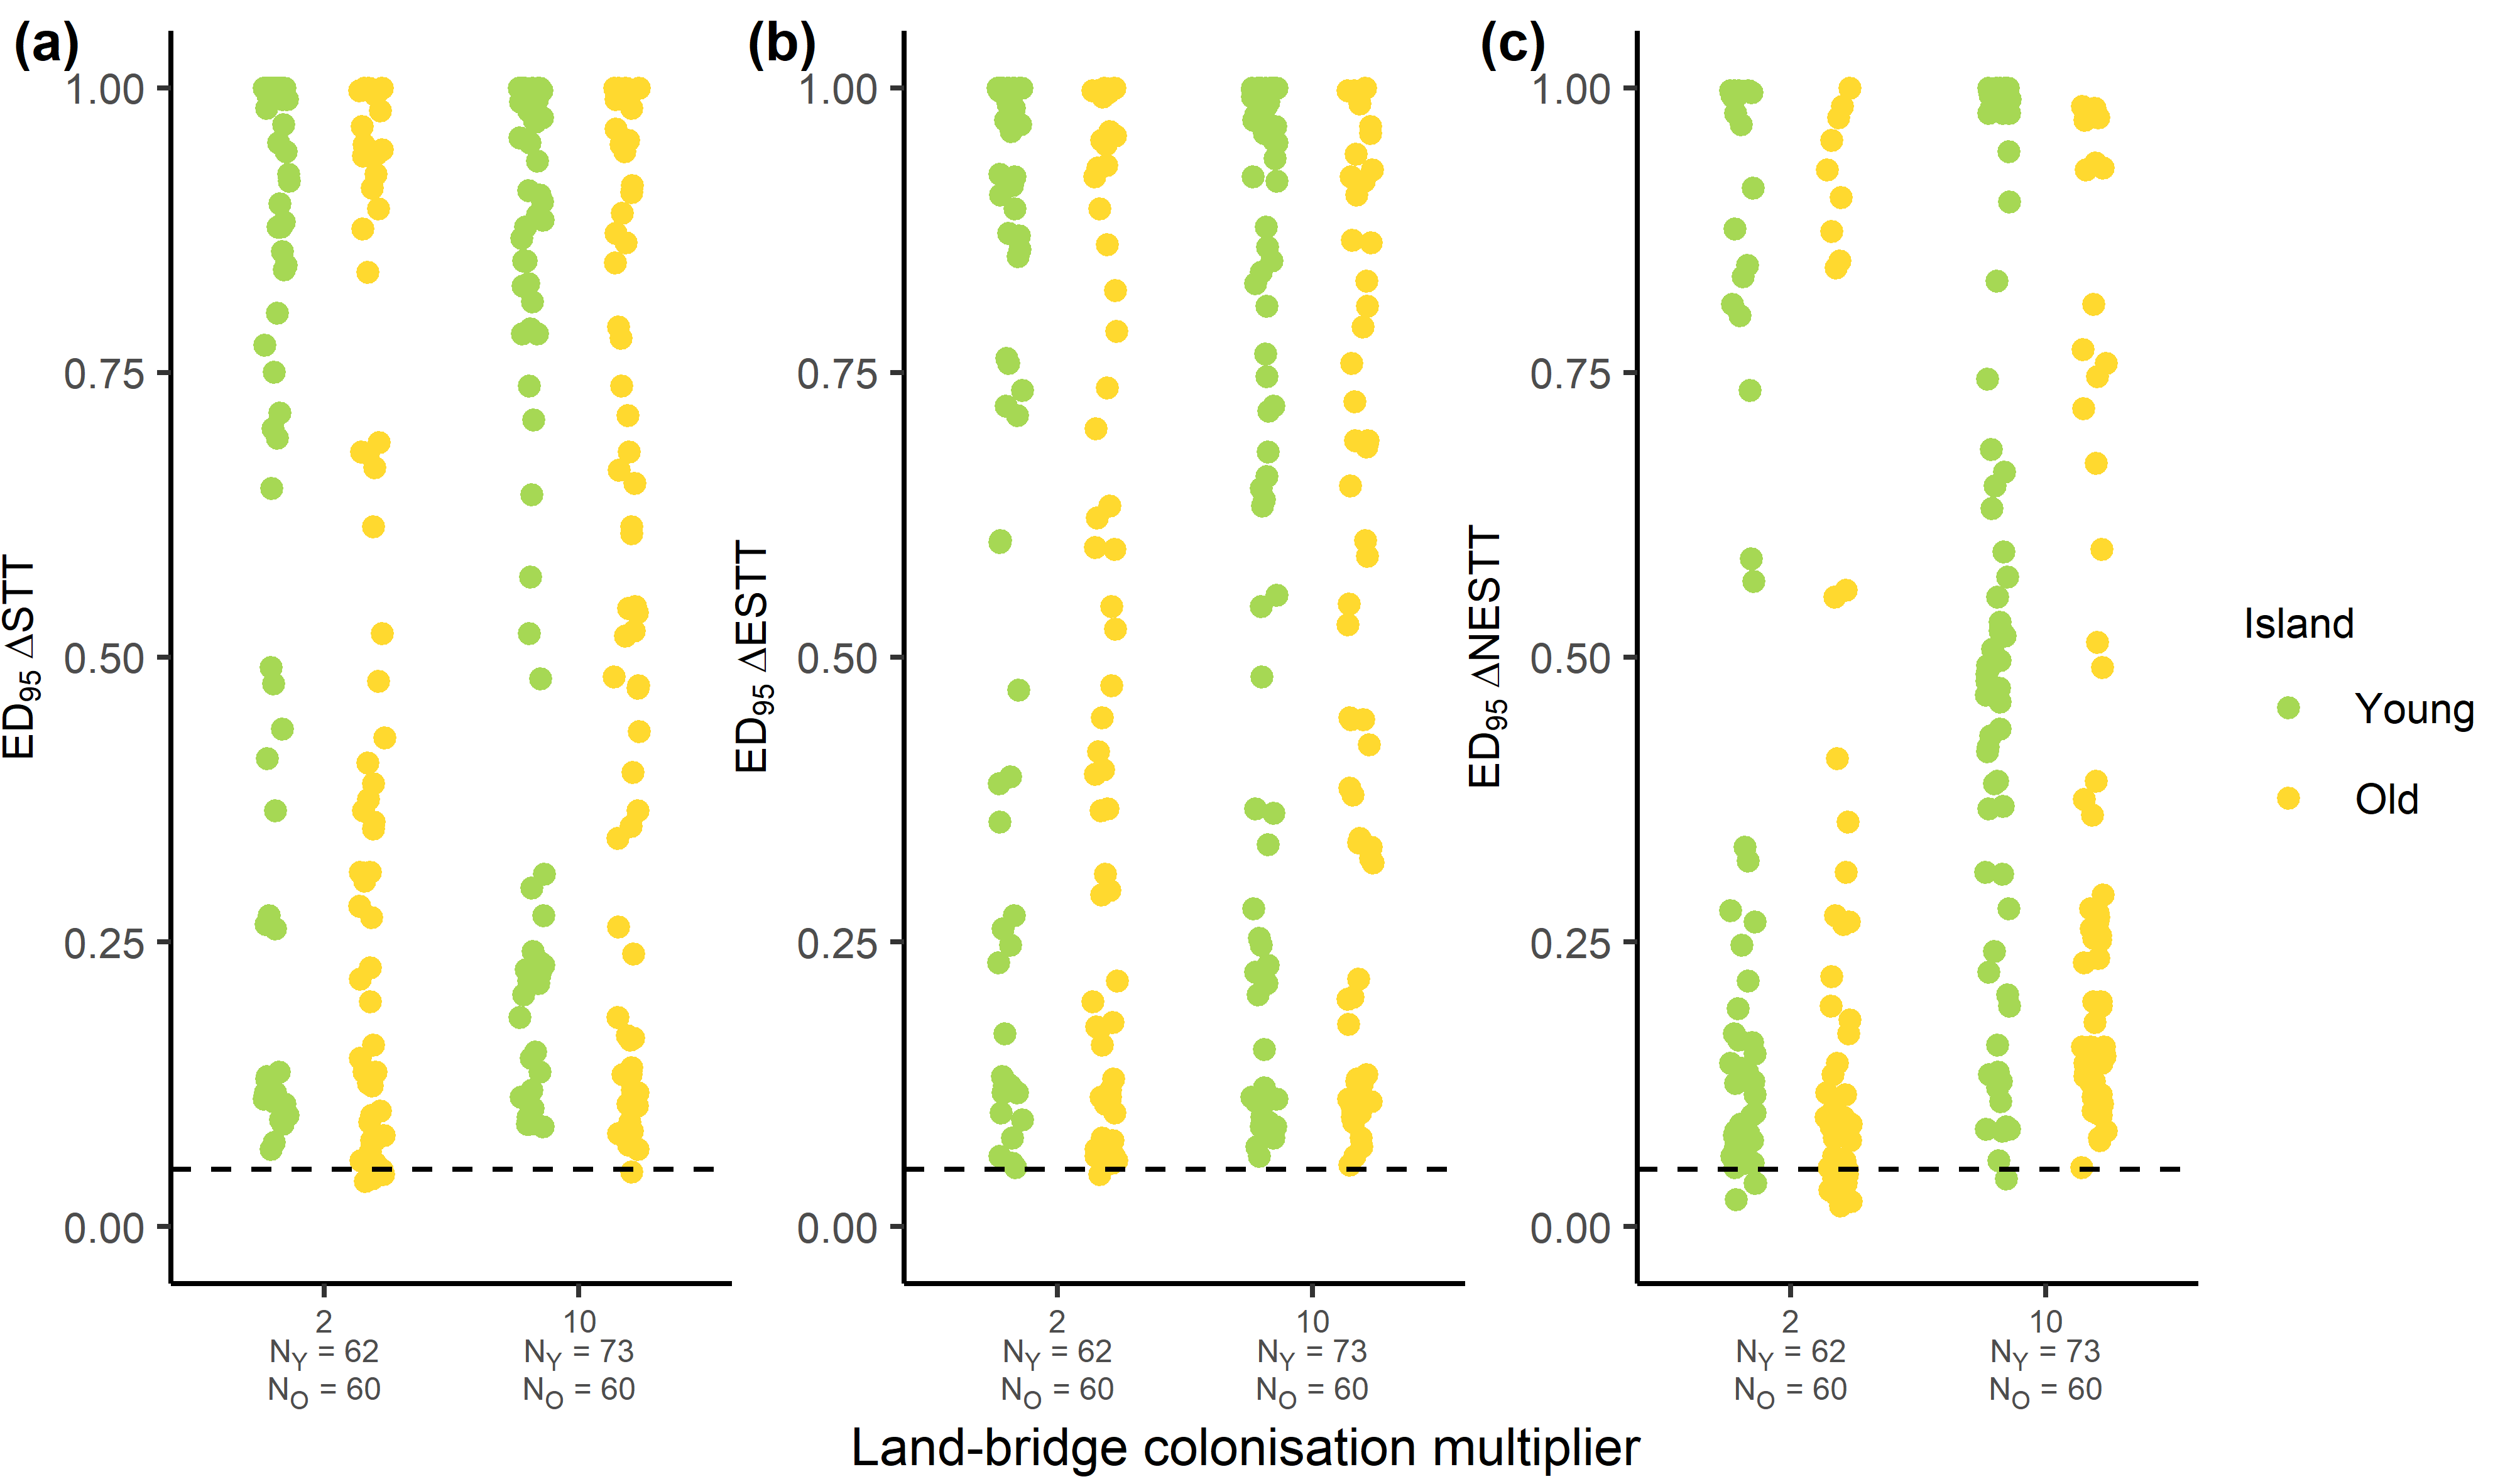 (a)
1.00
0.75
0.50
0.25
0.00
ED95 ΔSTT
2
NY = 62
NO = 60
10
NY = 73
NO = 60
(b)
1.00
0.75
0.50
0.25
0.00
ED95 ΔESTT
2
NY = 62
NO = 60
10
NY = 73
NO = 60
(c)
1.00
0.75
0.50
0.25
0.00
ED95 ΔNESTT
2
NY = 62
NO = 60
10
NY = 73
NO = 60
Land-bridge colonisation multiplier
Island
Young
Old